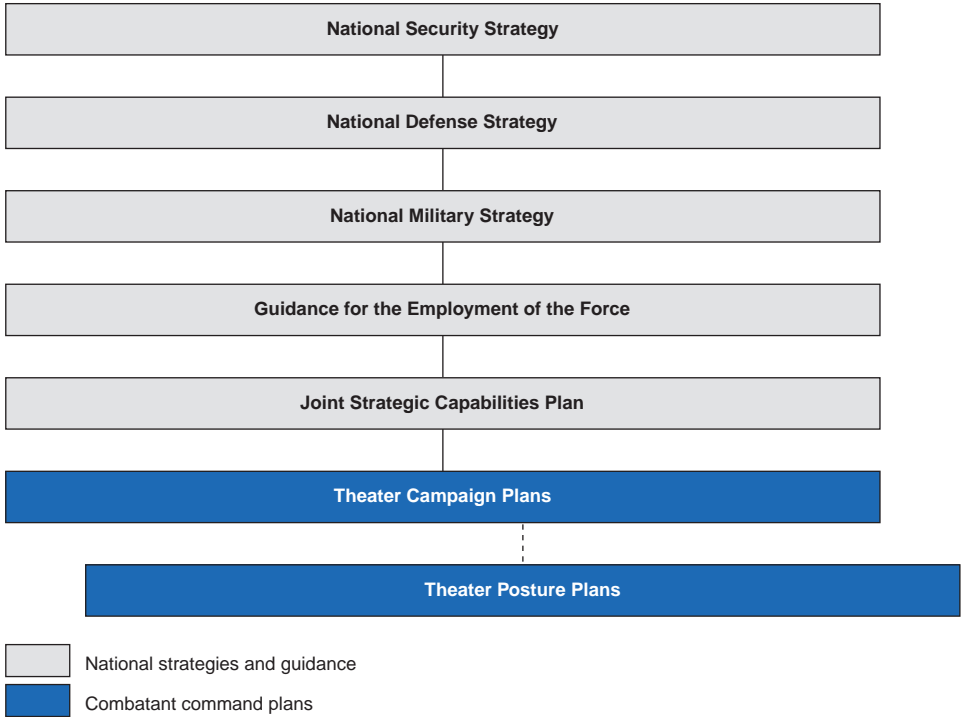 National Security Strategy
National Defense Strategy
National Military Strategy
Guidance for the Employment of the Force
Joint Strategic Capabilities Plan
Theater Campaign Plans
Theater Posture Plans
National strategies and guidance
Combatant command plans